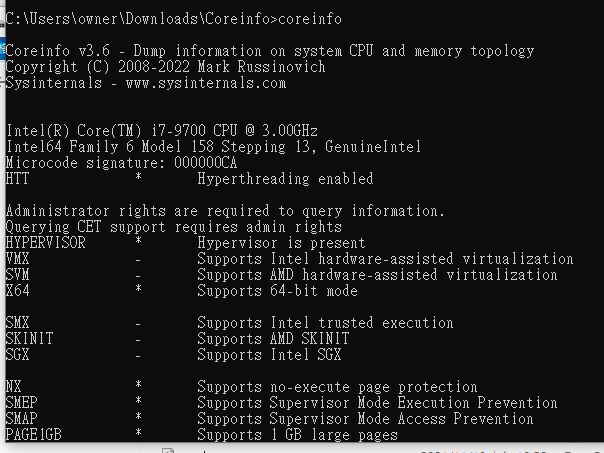 C:\Users\owner\Downloads\Coreinfo>coreinfo
Coreinfo v3.6 - Dump information on system CPU and memory topology
Copyright (C) 2008-2022 Mark Russinovich
Sysinternals - www.sysinternals.com
Intel(R) Core(TM) i7-9700 CPU @ 3.00GHz
Intel64 Family 6 Model 158 Stepping 13, GenuineIntel
Microcode signature: 000000CA
HTT * Hyperthreading enabled
Administrator rights are required to query information.
Querying CET support requires admin rights
HYPERVISOR * Hypervisor is present
VMX - Supports Intel hardware-assisted virtualization
SVM - Supports AMD hardware-assisted virtualization
X64 * Supports 64-bit mode
SMX - Supports Intel trusted execution
SKINIT - Supports AMD SKINIT
SGX - Supports Intel SGX
NX * Supports no-execute page protection
SMEP * Supports Supervisor Mode Execution Prevention
SMAP * Supports Supervisor Mode Access Prevention
PAGE1GB * Supports 1 GB large pages